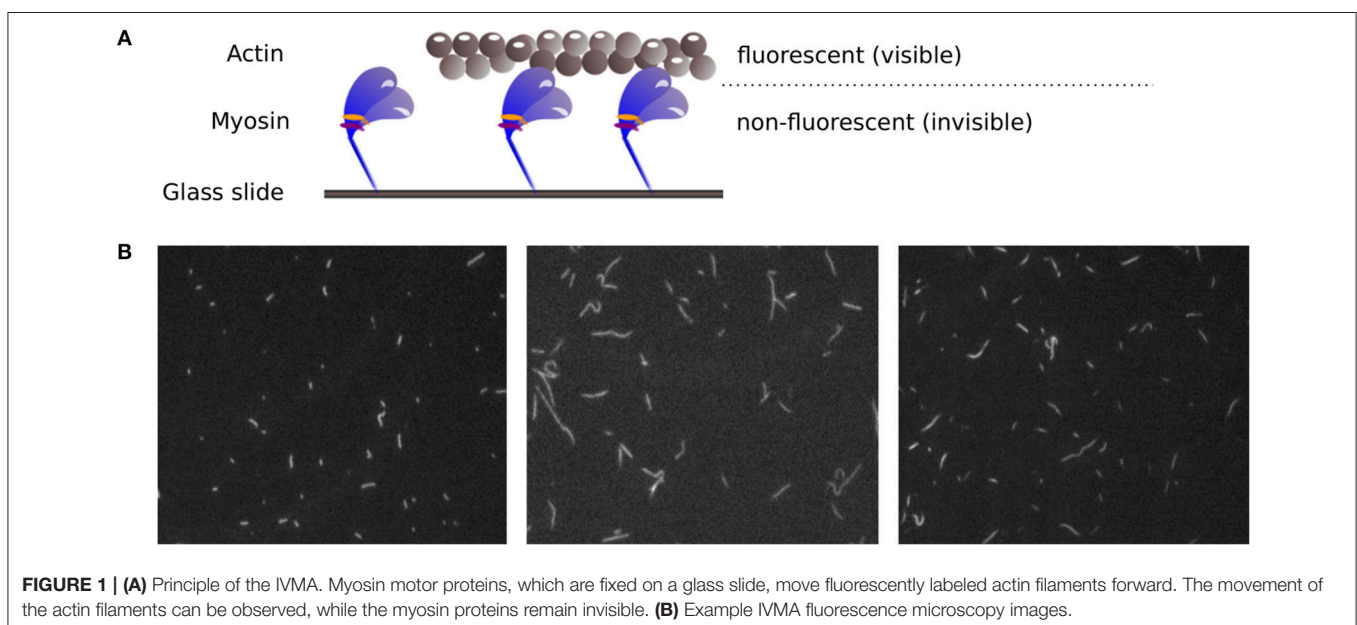 A
Actin
fluorescent (visible)
Myosin
non-fluorescent (invisible)
Glass slide
B
FIGURE 1 | (A) Principle of the IVMA. Myosin motor proteins, which are fixed on a glass slide, move fluorescently labeled actin filaments forward. The movement of
the actin filaments can be observed, while the myosin proteins remain invisible. (B) Example IVMA fluorescence microscopy images.